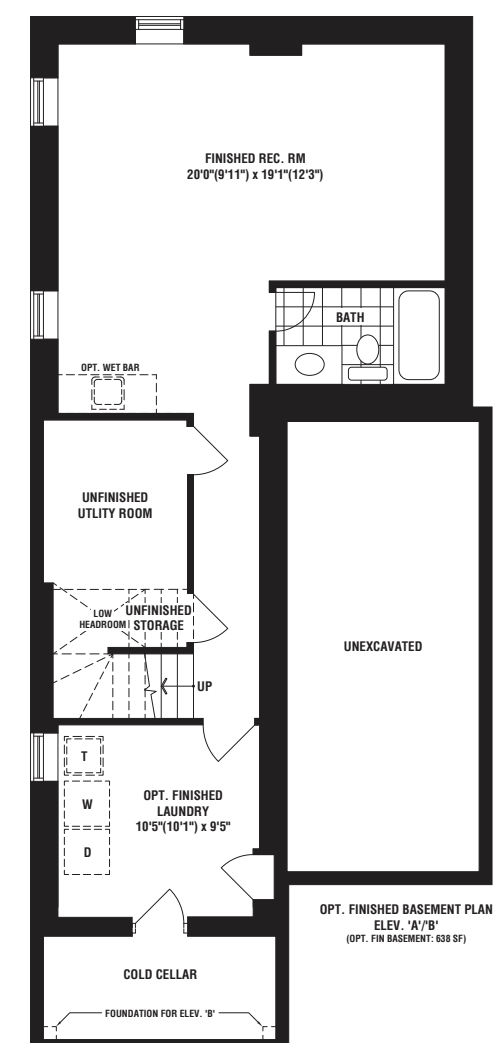 FINISHED REC. RM
20'0"(9'11") x 19'1"(12'3")
BATH
OPT. WET BAR
UNFINISHED
UTLITY ROOM
LOW
HEADROOM
UNFINISHED
STORAGE
UNEXCAVATED
UP
T
W
D
OPT. FINISHED
LAUNDRY
10'5"(10'1") x 9'5"
OPT. FINISHED BASEMENT PLAN
ELEV. 'A'/'B'
(OPT. FIN BASEMENT: 638 SF)
COLD CELLAR
FOUNDATION FOR ELEV. 'B'